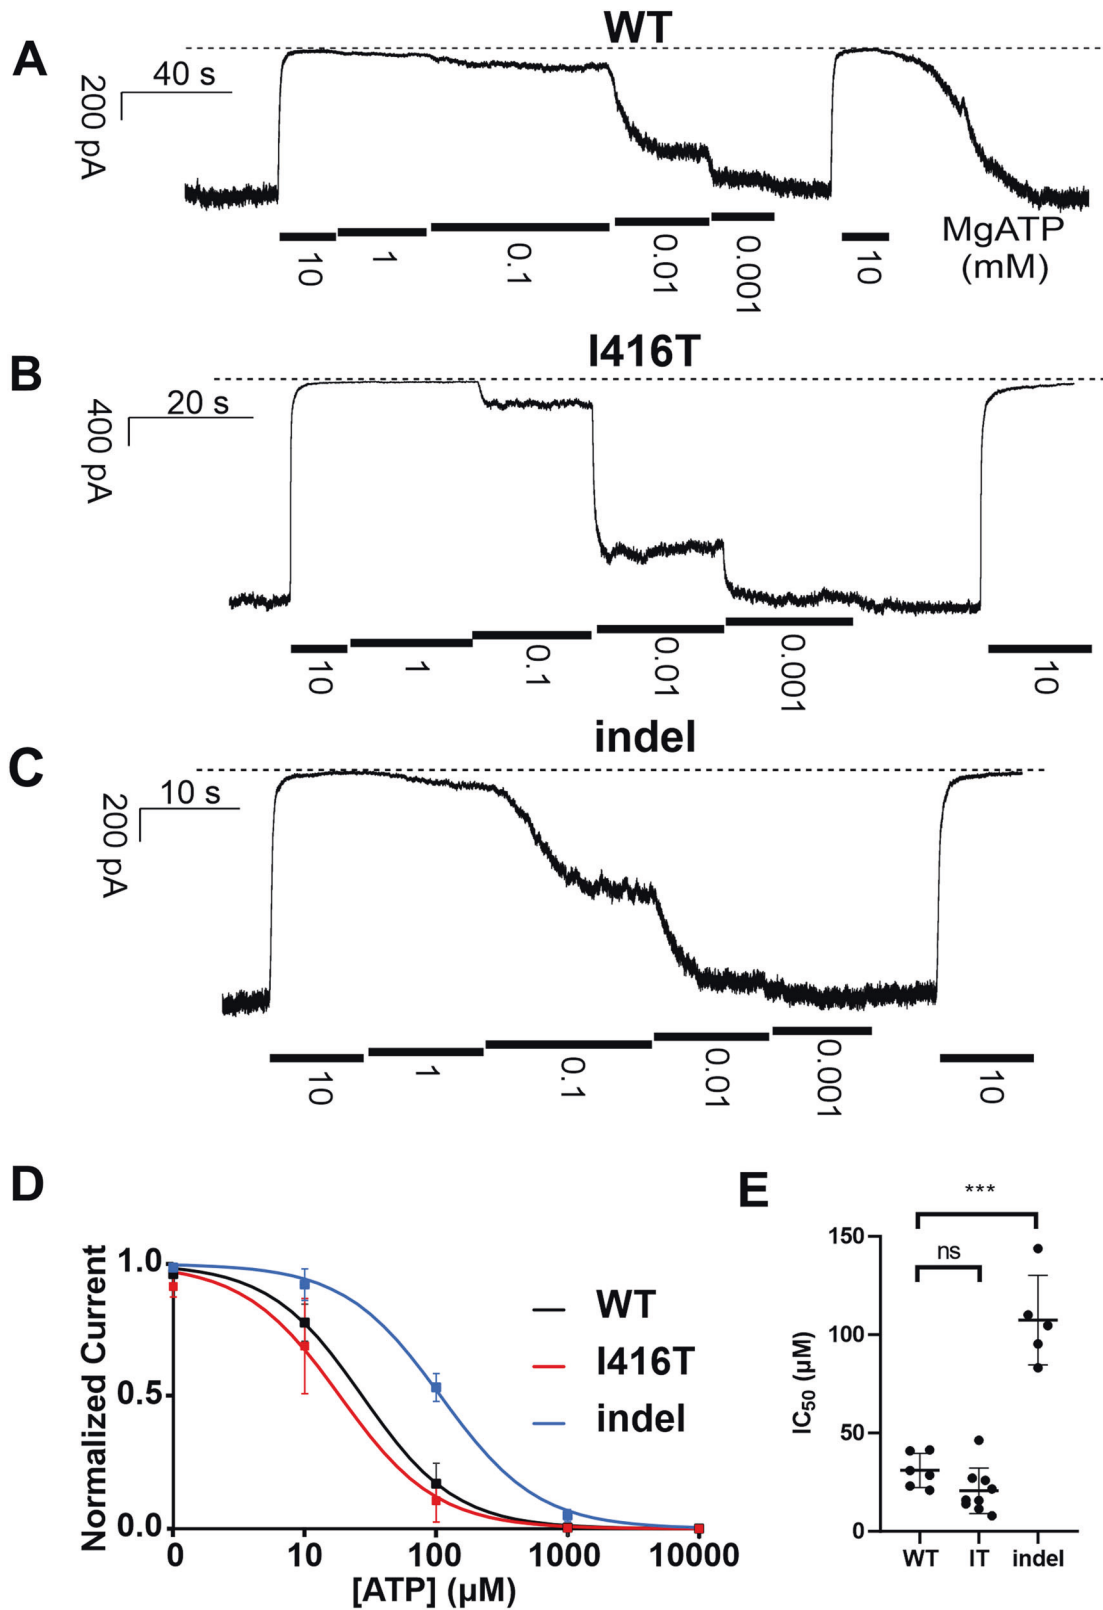 A
WT
40 s
200 pA
10
1
0.1
0.01
0.001
10
MgATP
(mM)
B
I416T
20 s
400 pA
10
1
0.1
0.01
0.001
10
C
indel
10 s
200 pA
10
1
0.1
0.01
0.001
10
D
Normalized Current
1.0
0.5
0.0
0
10
100
1000
10000
[ATP] (µM)
WT
I416T
indel
E
***
ns
IC50 (µM)
150
100
50
0
WT
IT
indel